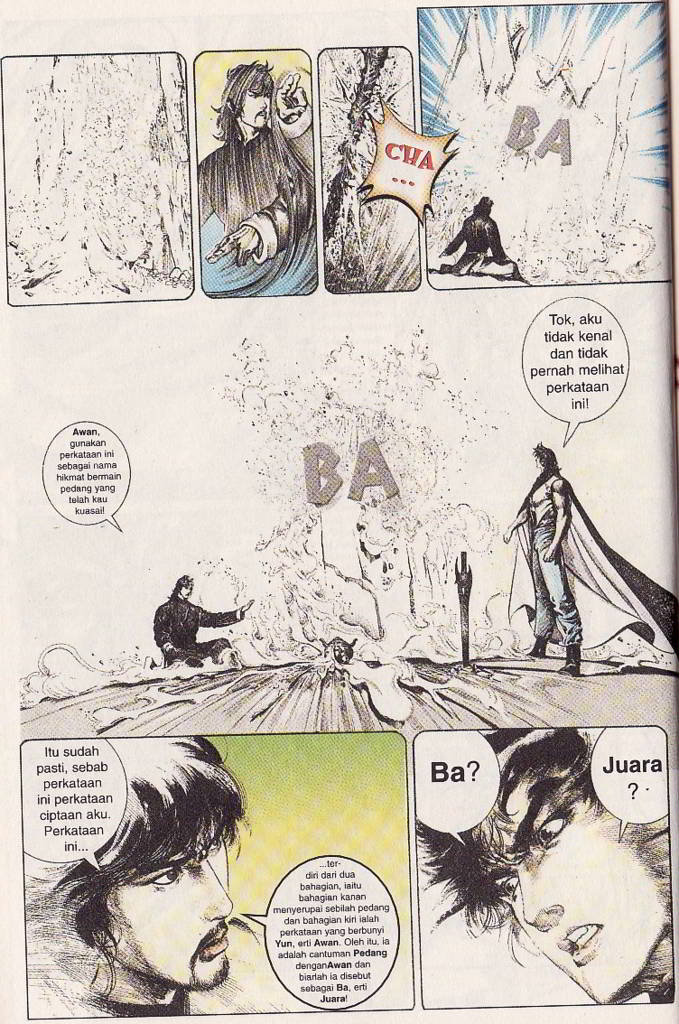 CHA
...
BA
Tok, aku
tidak kenal
dan tidak
pernah melihat
perkataan
ini!
Awan,
gunakan
perkataan ini
sebagai nama
hikmat bermain
pedang yang
telah kau
kuasai!
BA
Itu sudah
pasti, sebab
perkataan
ini perkataan
ciptaan aku.
Perkataan
ini...
...ter-
diri dari dua
bahagian, iaitu
bahagian kanan
menyerupai sebilah pedang
dan bahagian kiri ialah
perkataan yang berbunyi
Yun, erti Awan. Oleh itu, ia
adalah cantuman Pedang
denganAwan dan
biarlah ia disebut
sebagai Ba, erti
Juara!
Ba?
Juara
?